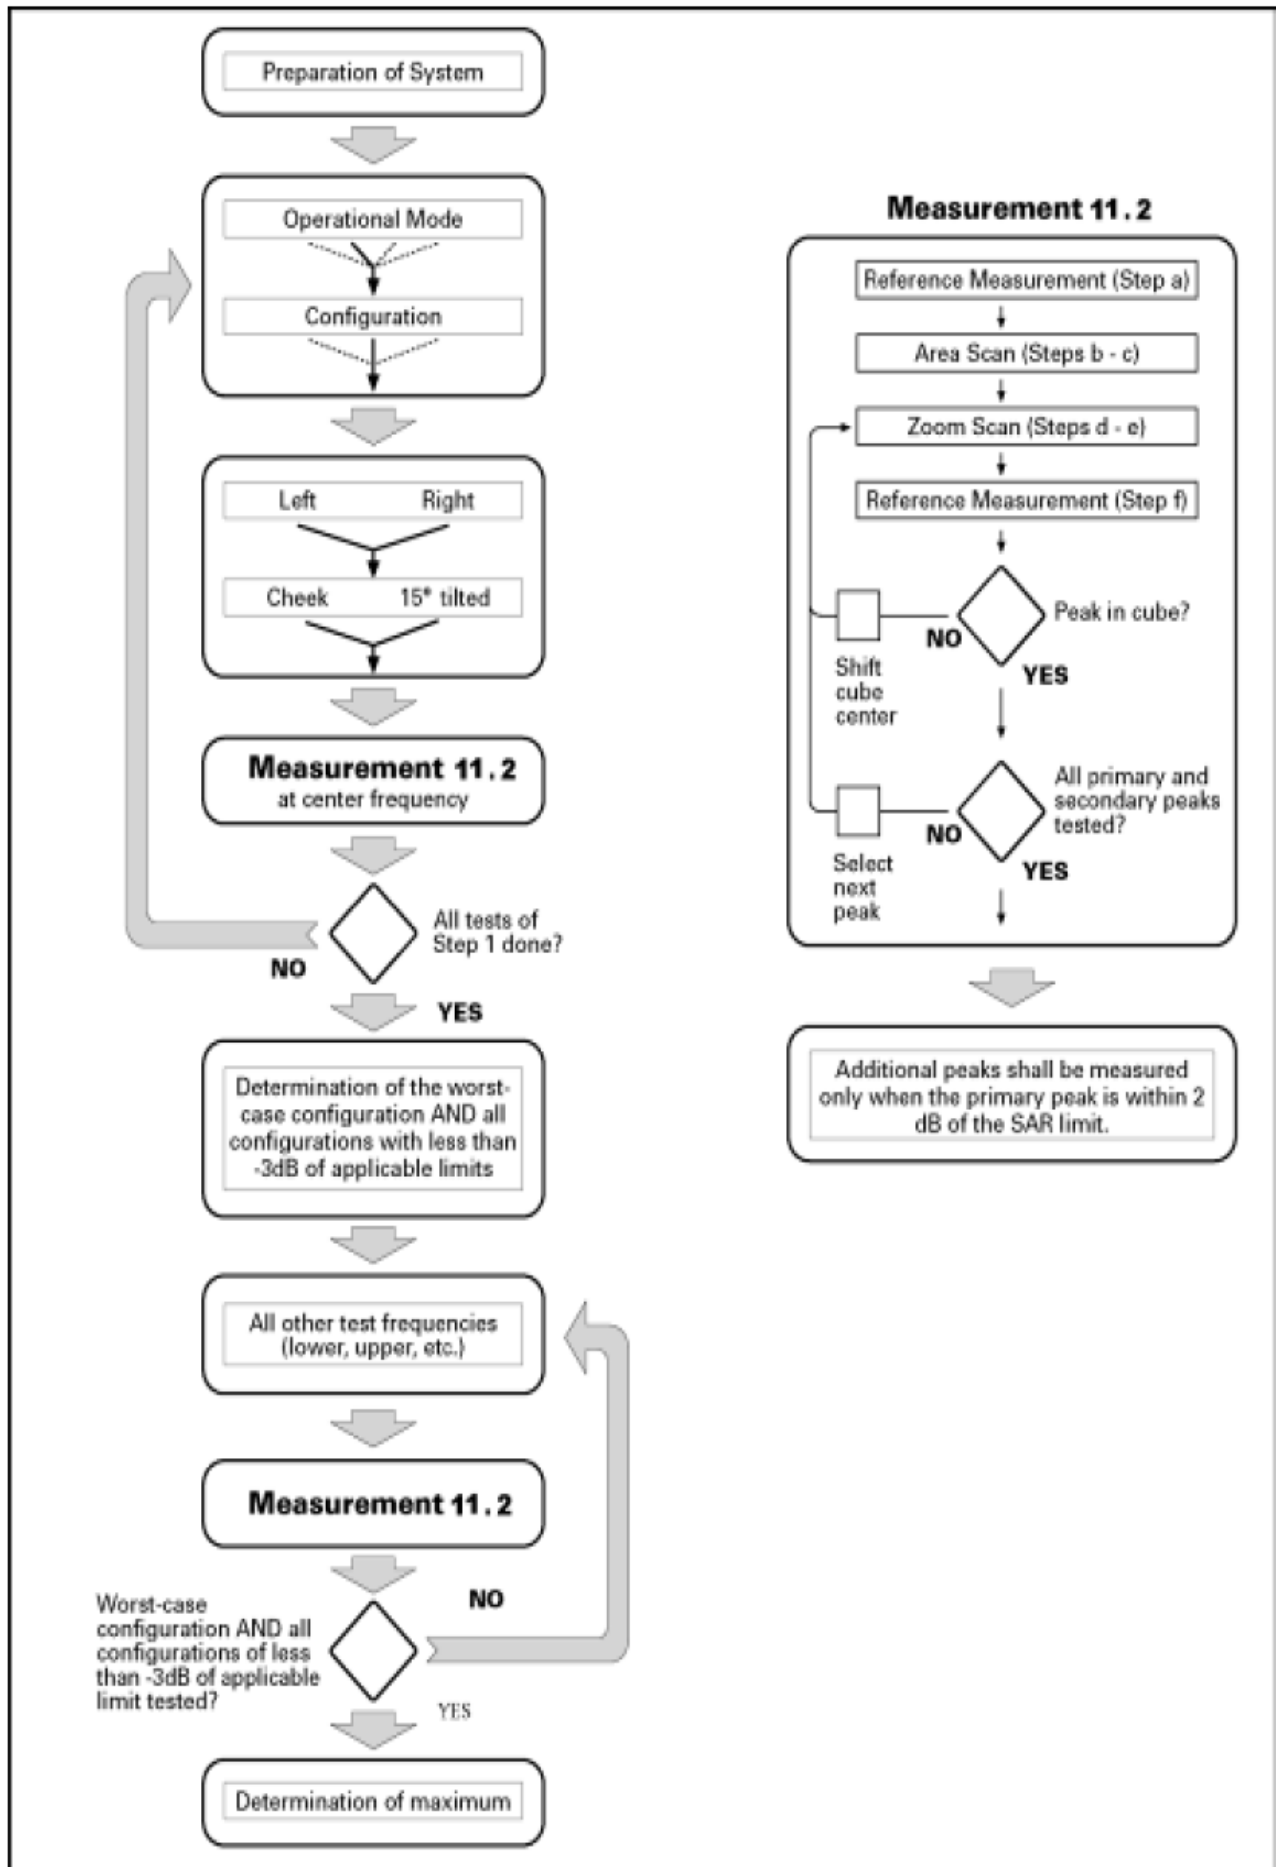 Preparation of System
Operational Mode
Configuration
Left Right
Cheek 15° tilted
Measurement 11.2
at center frequency
All tests of
Step 1 done?
NO
YES
Determination of the worst-
case configuration AND all
configurations with less than
-3dB of applicable limits
All other test frequencies
(lower, upper, etc.)
Measurement 11.2
NO
Worst-case
configuration AND all
configurations of less
than -3dB of applicable
limit tested?
YES
Determination of maximum
Measurement 11.2
Reference Measurement (Step a)
Area Scan (Steps b - c)
Zoom Scan (Steps d - e)
Reference Measurement (Step f)
Peak in cube?
NO
Shift
cube
center
YES
All primary and
secondary peaks
tested?
NO
Select
next
peak
YES
Additional peaks shall be measured
only when the primary peak is within 2
dB of the SAR limit.